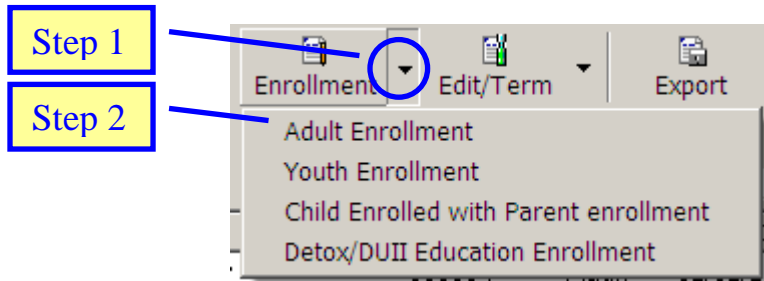 Step 1
Enrollment Edit/Term Export
Step 2
Adult Enrollment
Youth Enrollment
Child Enrolled with Parent enrollment
Detox/DUII Education Enrollment